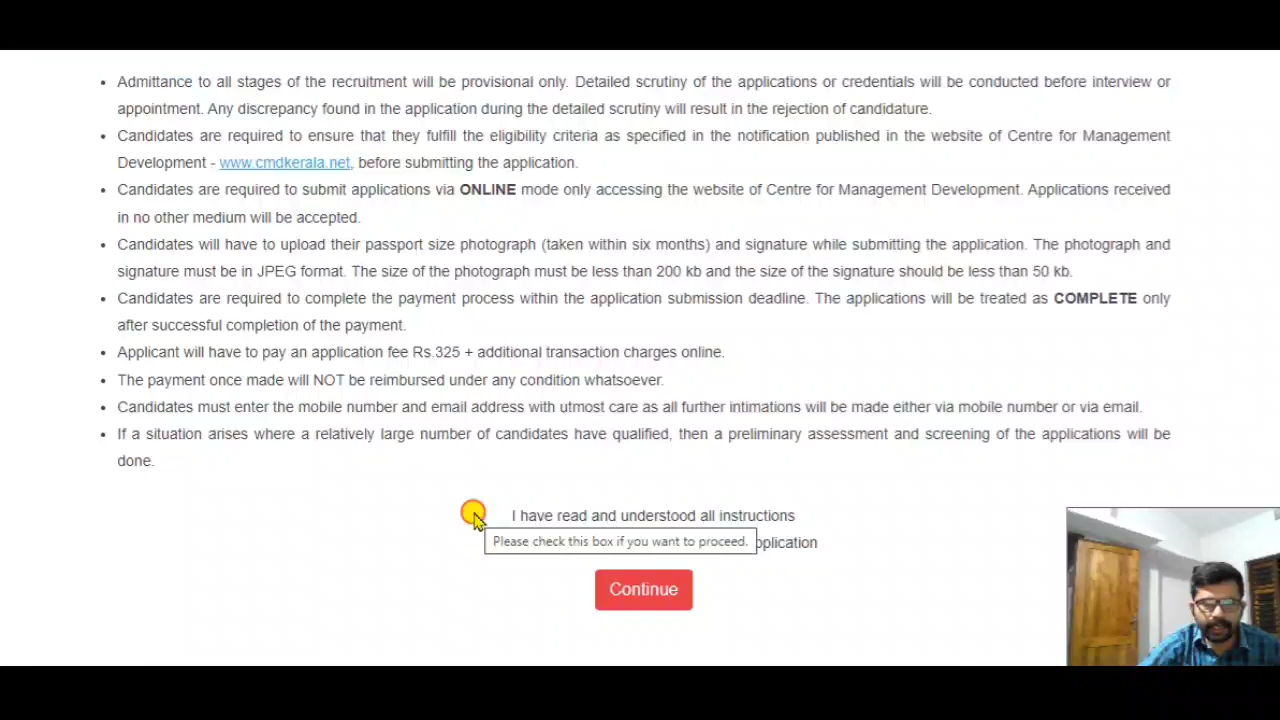 • Admittance to all stages of the recruitment will be provisional only. Detailed scrutiny of the applications or credentials will be conducted before interview or
appointment. Any discrepancy found in the application during the detailed scrutiny will result in the rejection of candidature.
• Candidates are required to ensure that they fulfill the eligibility criteria as specified in the notification published in the website of Centre for Management
Development - www.cmdkerala.net, before submitting the application.
• Candidates are required to submit applications via ONLINE mode only accessing the website of Centre for Management Development. Applications received
in no other medium will be accepted.
• Candidates will have to upload their passport size photograph (taken within six months) and signature while submitting the application. The photograph and
signature must be in JPEG format. The size of the photograph must be less than 200 kb and the size of the signature should be less than 50 kb.
• Candidates are required to complete the payment process within the application submission deadline. The applications will be treated as COMPLETE only
after successful completion of the payment.
• Applicant will have to pay an application fee Rs.325 + additional transaction charges online.
• The payment once made will NOT be reimbursed under any condition whatsoever.
• Candidates must enter the mobile number and email address with utmost care as all further intimations will be made either via mobile number or via email.
• If a situation arises where a relatively large number of candidates have qualified, then a preliminary assessment and screening of the applications will be
done.
I have read and understood all instructions
Please check this box if you want to proceed. pplication
Continue